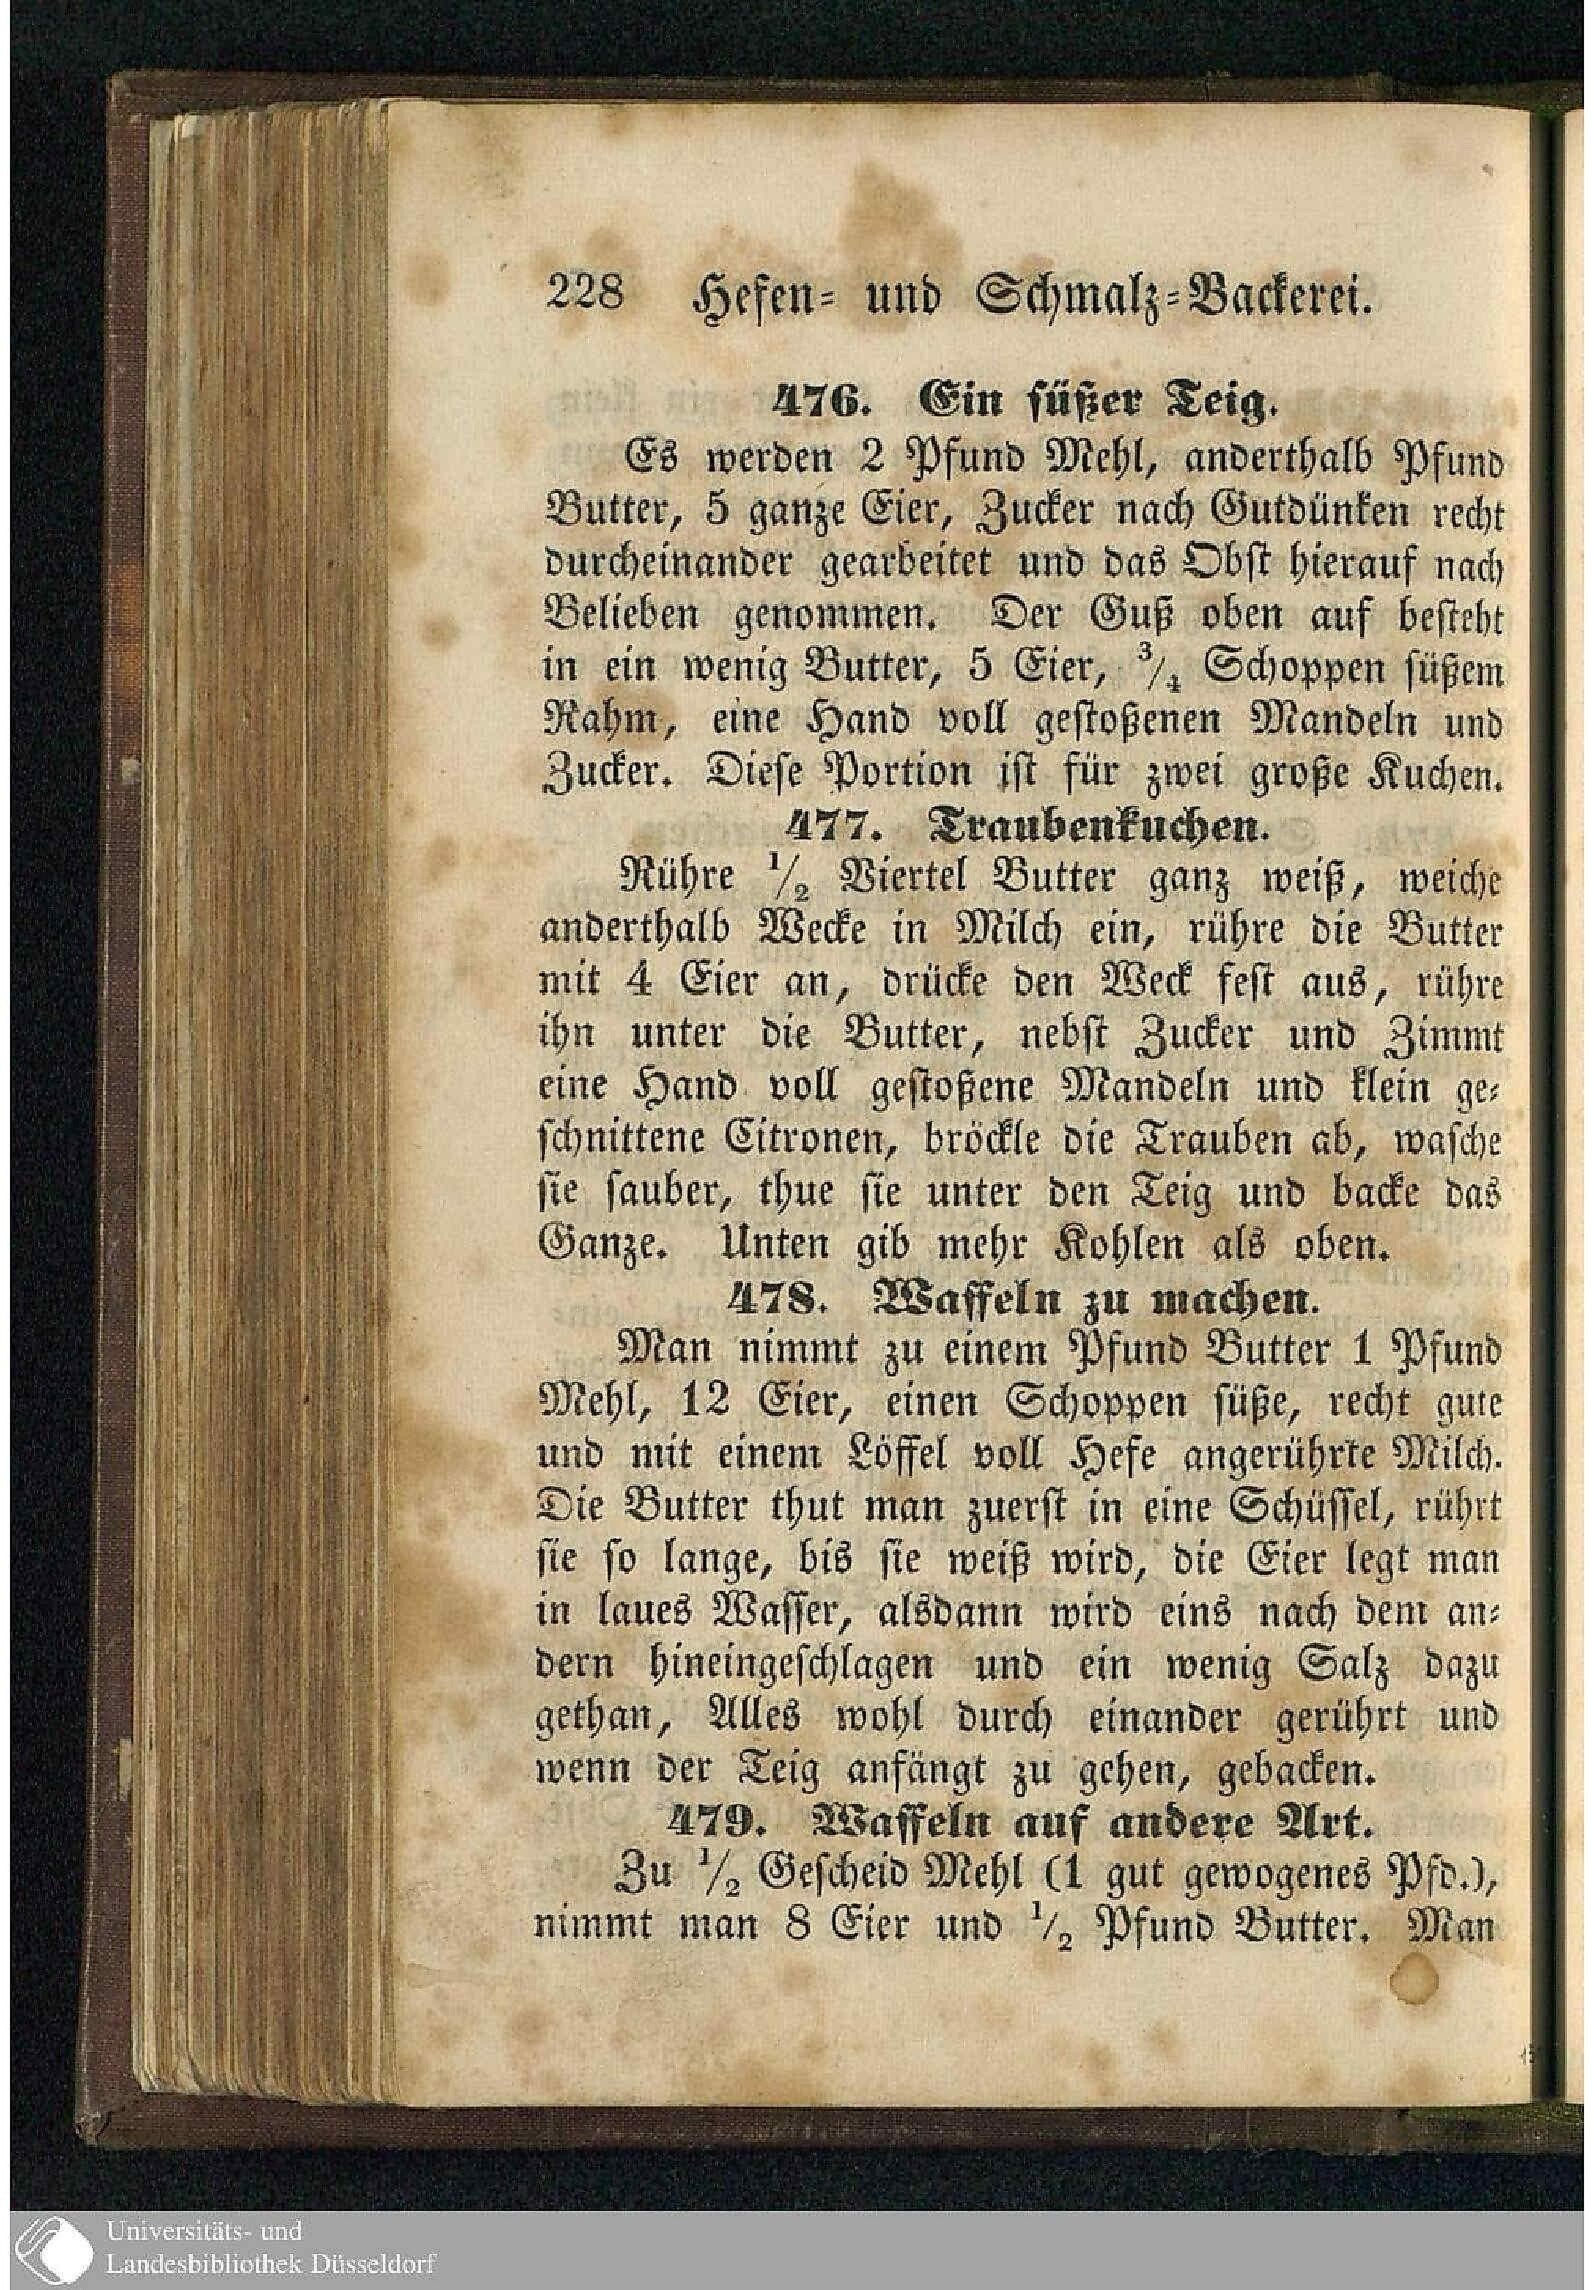 228 Hefen- und Schmalz-Backerei.
476. Ein süßer Teig.
Es werden 2 Pfund Mehl, anderthalb Pfund
Butter, 5 ganze Eier, Zucker nach Gutdünken recht
durcheinander gearbeitet und das Obst hierauf nach
Belieben genommen. Der Guß oben auf besteht
in ein wenig Butter, 5 Eier, 3/4 Schoppen süßem
Rahm, eine Hand voll gestoßenen Mandeln und
Zucker. Diese Portion ist für zwei große Kuchen.
477. Traubenkuchen.
Rühre 1/2 Viertel Butter ganz weiß, weiche
anderthalb Wecke in Milch ein, rühre die Butter
mit 4 Eier an, drücke den Weck fest aus, rühre
ihn unter die Butter, nebst Zucker und Zimmt
eine Hand voll gestoßene Mandeln und klein ge-
schnittene Citronen, bröckle die Trauben ab, wasche
sie sauber, thue sie unter den Teig und backe das
Ganze. Unten gib mehr Kohlen als oben.
478. Waffeln zu machen.
Man nimmt zu einem Pfund Butter 1 Pfund
Mehl, 12 Eier, einen Schoppen süße, recht gute
und mit einem Löffel voll Hefe angerührte Milch.
Die Butter thut man zuerst in eine Schüssel, rührt
sie so lange, bis sie weiß wird, die Eier legt man
in laues Wasser, alsdann wird eins nach dem an-
dern hineingeschlagen und ein wenig Salz dazu
gethan, Alles wohl durch einander gerührt und
wenn der Teig anfängt zu gehen, gebacken.
479. Waffeln auf andere Art.
Zu 1/2 Gescheid Mehl (1 gut gewogenes Pfd.),
nimmt man 8 Eier und 1/2 Pfund Butter. Man
Universitäts- und
Landesbibliothek Düsseldorf